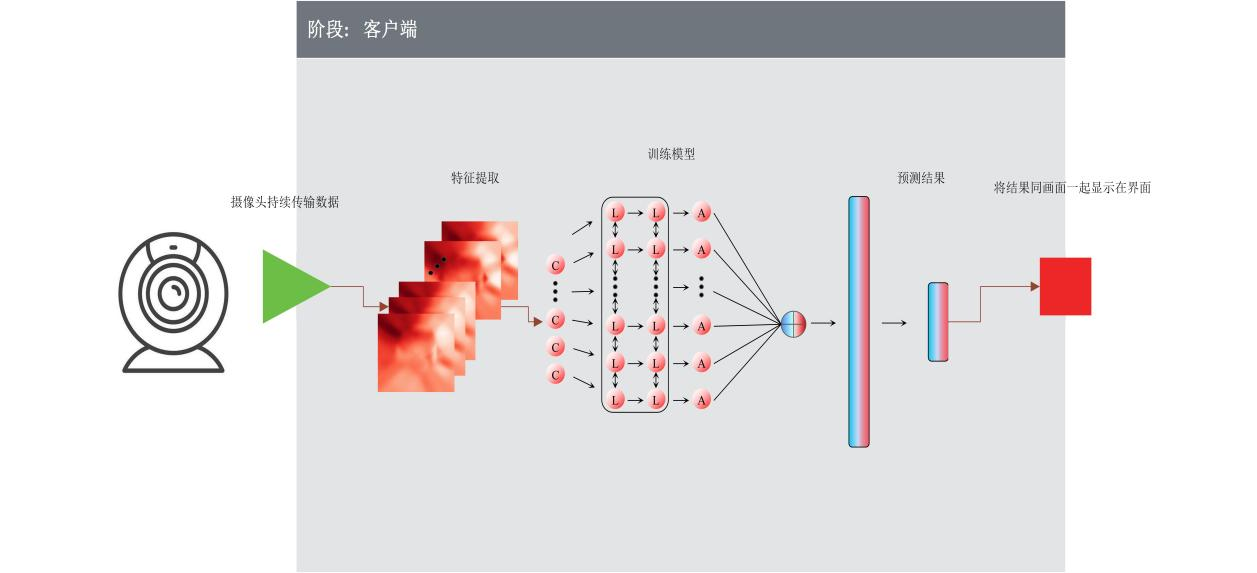 阶段： 客户端
训练模型
特征提取
预测结果
将结果同画面一起显示在界面
摄像头持续传输数据
L L A
C L L A
C L L A
C L L A
C L L A